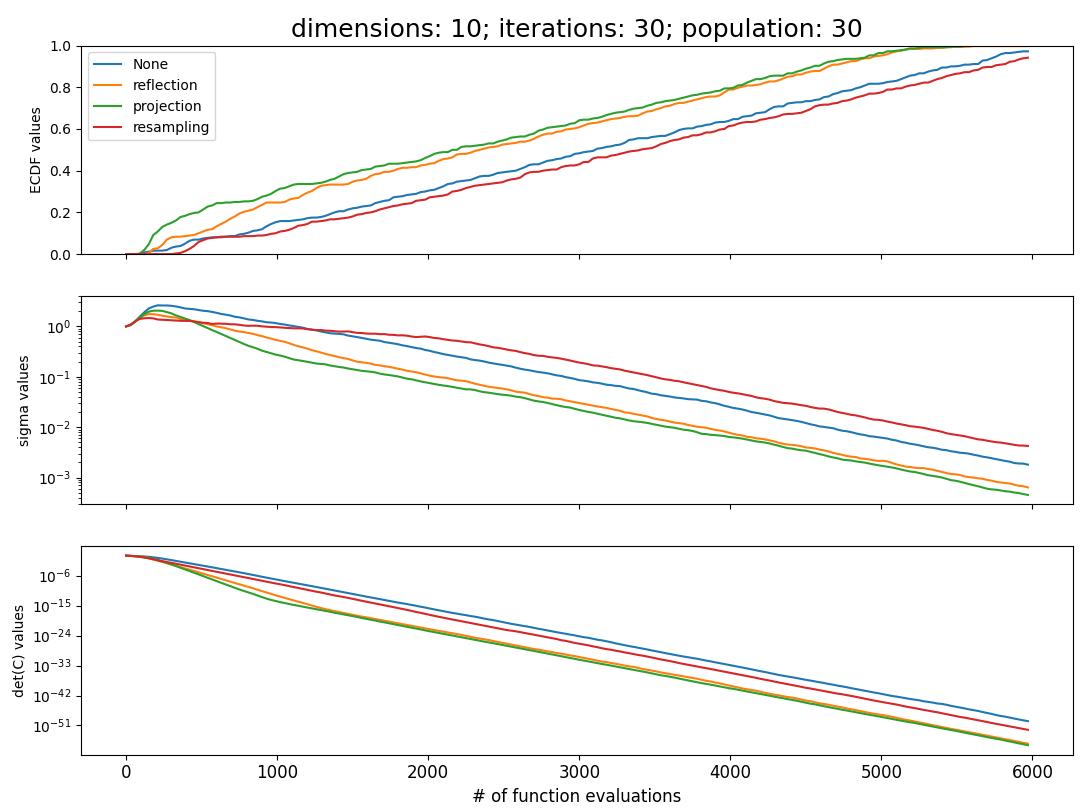 dimensions: 10; iterations: 30; population: 30
ECDF values
1.0
0.8
0.6
0.4
0.2
0.0
None
reflection
projection
resampling
sigma values
10⁰
10⁻¹
10⁻²
10⁻³
det(C) values
10⁻⁶
10⁻¹⁵
10⁻²⁴
10⁻³³
10⁻⁴²
10⁻⁵¹
0 1000 2000 3000 4000 5000 6000
# of function evaluations